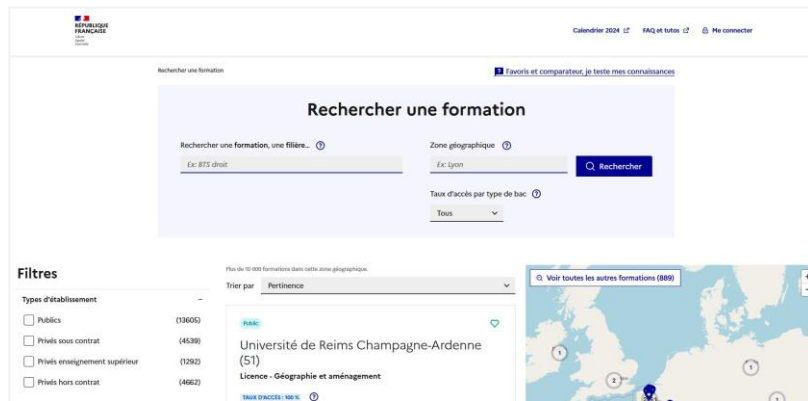 RÉPUBLIQUE
FRANÇAISE
Calendrier 2024
FAQ et tutos
Me connecter
Rechercher une formation
Favoris et comparateur, je teste mes connaissances
Rechercher une formation
Rechercher une formation, une filière...
Zone géographique
Ex: BTS droit
Ex: Lyon
Rechercher
Taux d'accès par type de bac
Tous
Filtres
Plus de 10 000 formations dans cette zone géographique.
Trier par Pertinence
Voir toutes les autres formations (889)
Types d'établissement
Publics (13605)
Privés sous contrat (4539)
Privés enseignement supérieur (1292)
Privés hors contrat (4662)
Public
Université de Reims Champagne-Ardenne
(51)
Licence - Géographie et aménagement
TAUX D'ACCÈS : 100 %
1
2
1
1